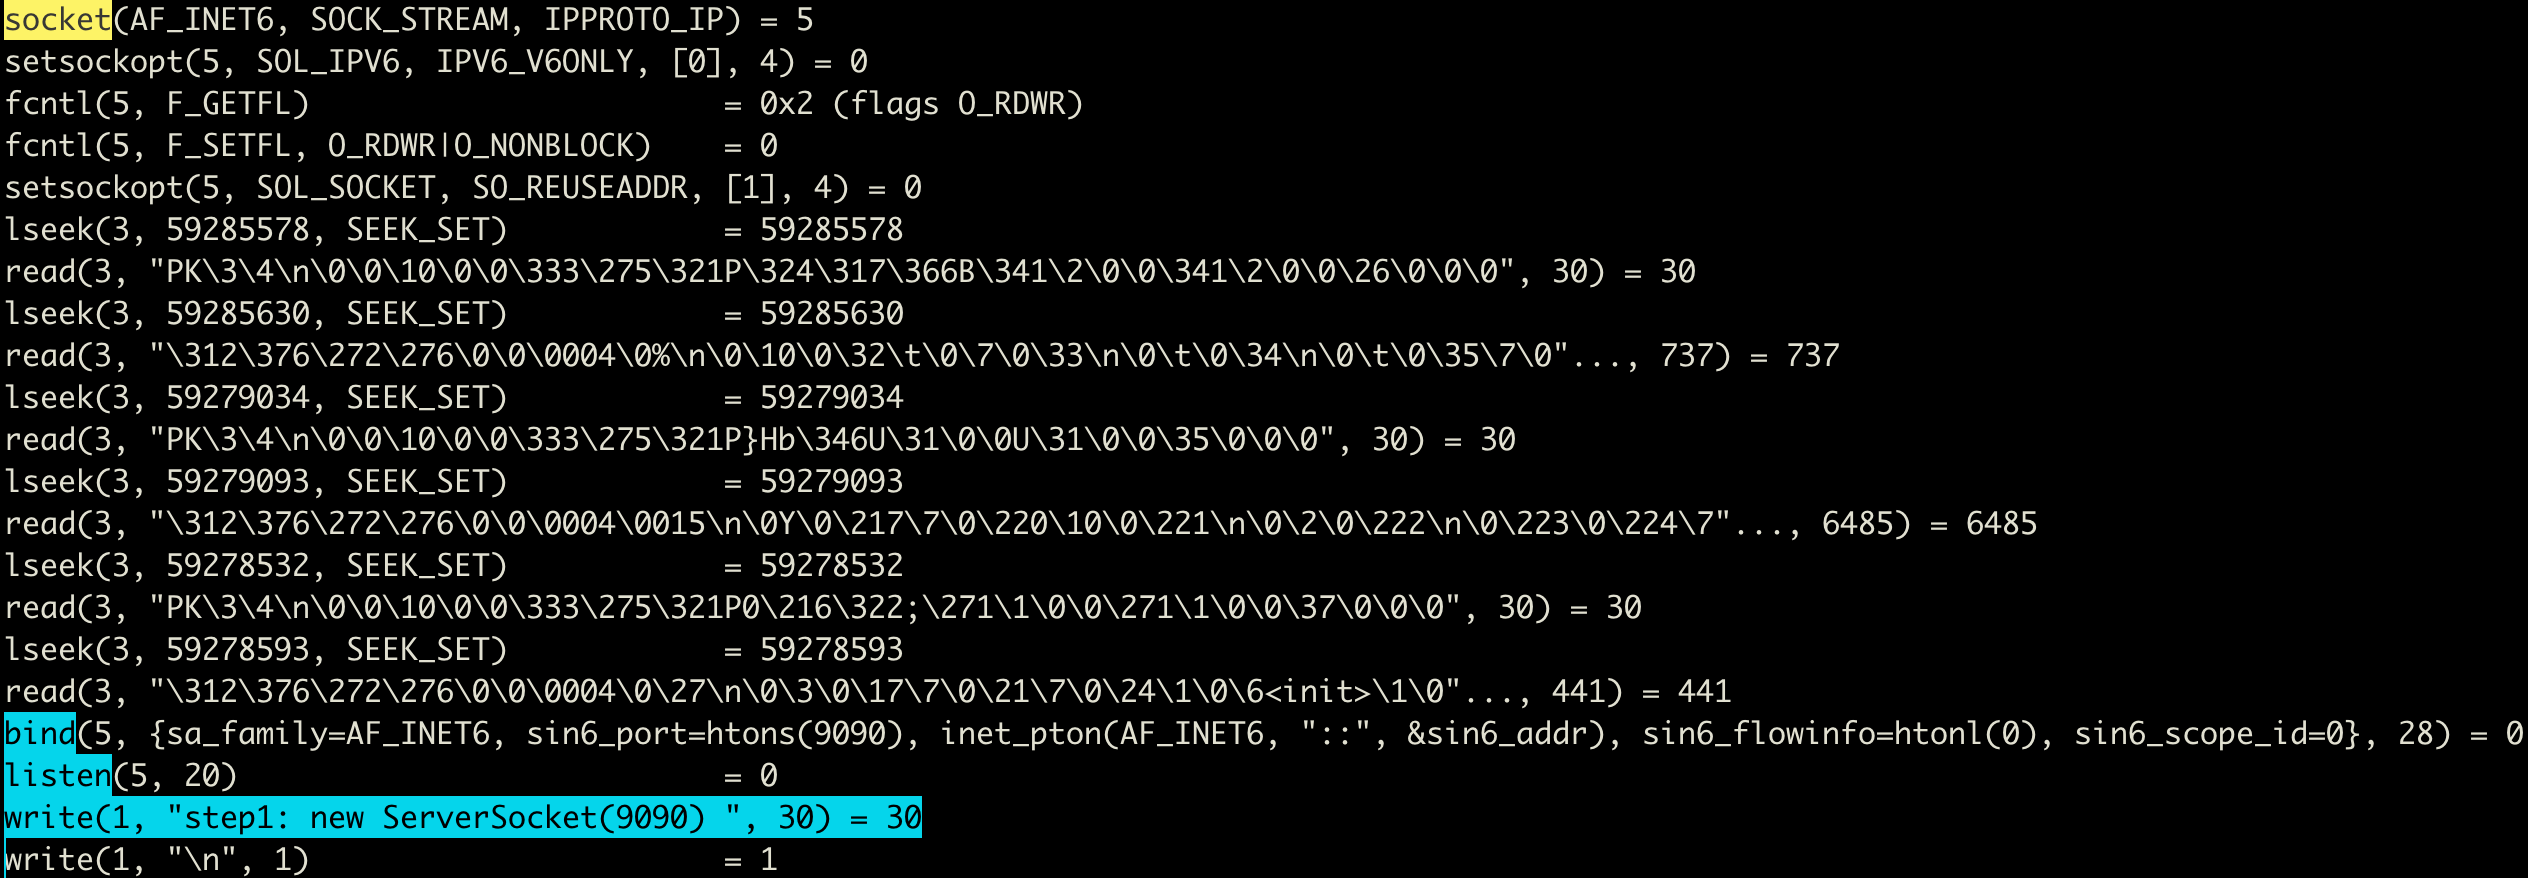 socket(AF_INET6, SOCK_STREAM, IPPROTO_IP) = 5
setsockopt(5, SOL_IPV6, IPV6_V6ONLY, [0], 4) = 0
fcntl(5, F_GETFL)                       = 0x2 (flags O_RDWR)
fcntl(5, F_SETFL, O_RDWR|O_NONBLOCK)    = 0
setsockopt(5, SOL_SOCKET, SO_REUSEADDR, [1], 4) = 0
lseek(3, 59285578, SEEK_SET)            = 59285578
read(3, "PK\3\4\n\0\0\10\0\0\333\275\321P\324\317\366B\341\2\0\0\341\2\0\0\26\0\0\0", 30) = 30
lseek(3, 59285630, SEEK_SET)            = 59285630
read(3, "\312\376\272\276\0\0\0004\0%\n\0\10\0\32\t\0\7\0\33\n\0\t\0\34\n\0\t\0\35\7\0"..., 737) = 737
lseek(3, 59279034, SEEK_SET)            = 59279034
read(3, "PK\3\4\n\0\0\10\0\0\333\275\321P}Hb\346U\31\0\0U\31\0\0\35\0\0\0", 30) = 30
lseek(3, 59279093, SEEK_SET)            = 59279093
read(3, "\312\376\272\276\0\0\0004\0015\n\0Y\0\217\7\0\220\10\0\221\n\0\2\0\222\n\0\223\0\224\7"..., 6485) = 6485
lseek(3, 59278532, SEEK_SET)            = 59278532
read(3, "PK\3\4\n\0\0\10\0\0\333\275\321P0\216\322;\271\1\0\0\271\1\0\0\37\0\0\0", 30) = 30
lseek(3, 59278593, SEEK_SET)            = 59278593
read(3, "\312\376\272\276\0\0\0004\0\27\n\0\3\0\17\7\0\21\7\0\24\1\0\6<init>\1\0"..., 441) = 441
bind(5, {sa_family=AF_INET6, sin6_port=htons(9090), inet_pton(AF_INET6, "::", &sin6_addr), sin6_flowinfo=htonl(0), sin6_scope_id=0}, 28) = 0
listen(5, 20)                           = 0
write(1, "step1: new ServerSocket(9090) ", 30) = 30
write(1, "\n", 1)                       = 1